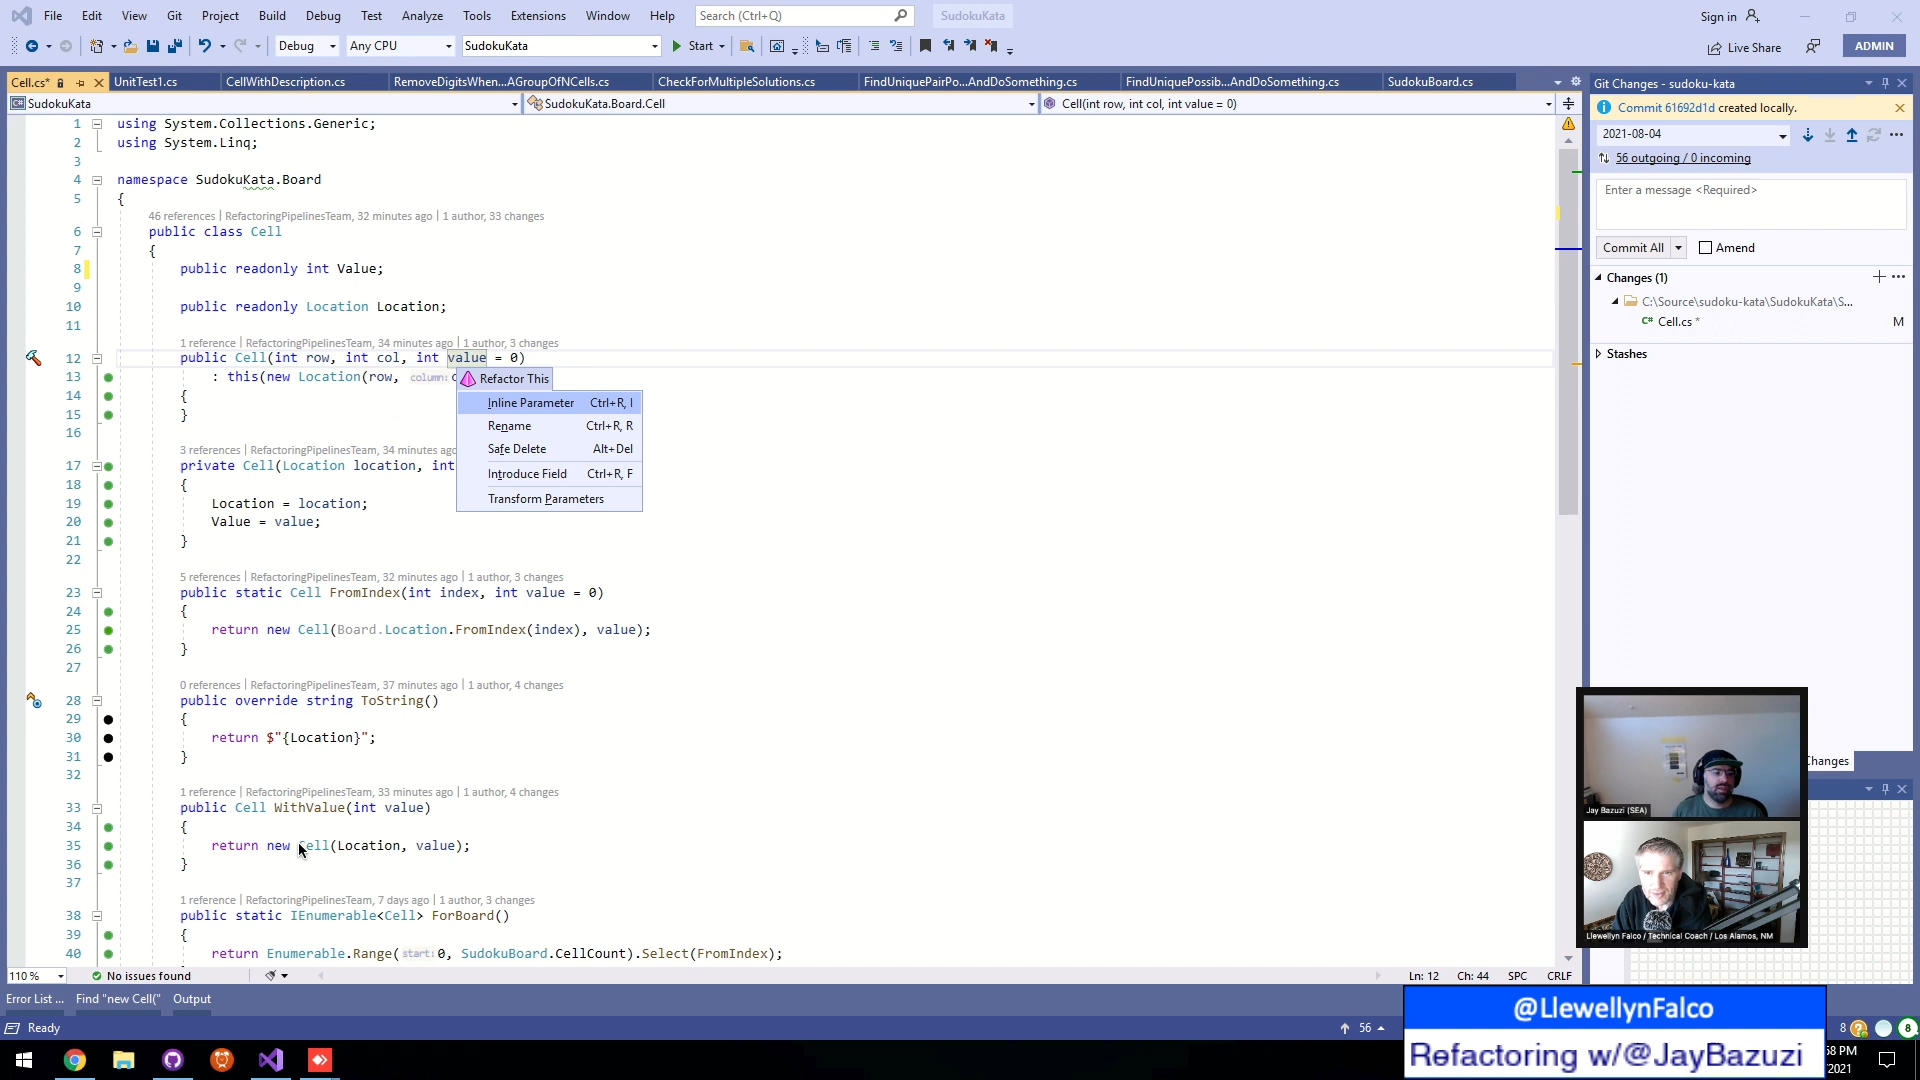 File Edit View Git Project Build Debug Test Analyze Tools Extensions Window Help Search (Ctrl+Q) SudokuKata Sign in
Debug Any CPU SudokuKata Start Live Share ADMIN
Cell.cs* UnitTest1.cs CellWithDescription.cs RemoveDigitsWhen...AGroupOfNCells.cs CheckForMultipleSolutions.cs FindUniquePairPo...AndDoSomething.cs FindUniquePossib...AndDoSomething.cs SudokuBoard.cs
SudokuKata SudokuKata.Board.Cell Cell(int row, int col, int value = 0)
1 using System.Collections.Generic;
2 using System.Linq;
3
4 namespace SudokuKata.Board
5 {
46 references | RefactoringPipelinesTeam, 32 minutes ago | 1 author, 33 changes
6 public class Cell
7 {
8 public readonly int Value;
9
10 public readonly Location Location;
11
1 reference | RefactoringPipelinesTeam, 34 minutes ago | 1 author, 3 changes
12 public Cell(int row, int col, int value = 0)
13 : this(new Location(row, column: c
14 {
15 }
16
3 references | RefactoringPipelinesTeam, 34 minutes ago
17 private Cell(Location location, int
18 {
19 Location = location;
20 Value = value;
21 }
22
5 references | RefactoringPipelinesTeam, 32 minutes ago | 1 author, 3 changes
23 public static Cell FromIndex(int index, int value = 0)
24 {
25 return new Cell(Board.Location.FromIndex(index), value);
26 }
27
0 references | RefactoringPipelinesTeam, 37 minutes ago | 1 author, 4 changes
28 public override string ToString()
29 {
30 return $"{Location}";
31 }
32
1 reference | RefactoringPipelinesTeam, 33 minutes ago | 1 author, 4 changes
33 public Cell WithValue(int value)
34 {
35 return new Cell(Location, value);
36 }
37
1 reference | RefactoringPipelinesTeam, 7 days ago | 1 author, 3 changes
38 public static IEnumerable<Cell> ForBoard()
39 {
40 return Enumerable.Range(start: 0, SudokuBoard.CellCount).Select(FromIndex);
Refactor This
Inline Parameter Ctrl+R, I
Rename Ctrl+R, R
Safe Delete Alt+Del
Introduce Field Ctrl+R, F
Transform Parameters
110 % No issues found Ln: 12 Ch: 44 SPC CRLF
Error List ... Find "new Cell(" Output
Ready 56
Git Changes - sudoku-kata
Commit 61692d1d created locally.
2021-08-04
56 outgoing / 0 incoming
Enter a message <Required>
Commit All Amend
Changes (1)
C:\Source\sudoku-kata\SudokuKata\S...
C# Cell.cs * M
Stashes
Changes
Jay Bazuzi (SEA)
Llewellyn Falco / Technical Coach / Los Alamos, NM
@LlewellynFalco
Refactoring w/@JayBazuzi
8 8
58 PM
2021